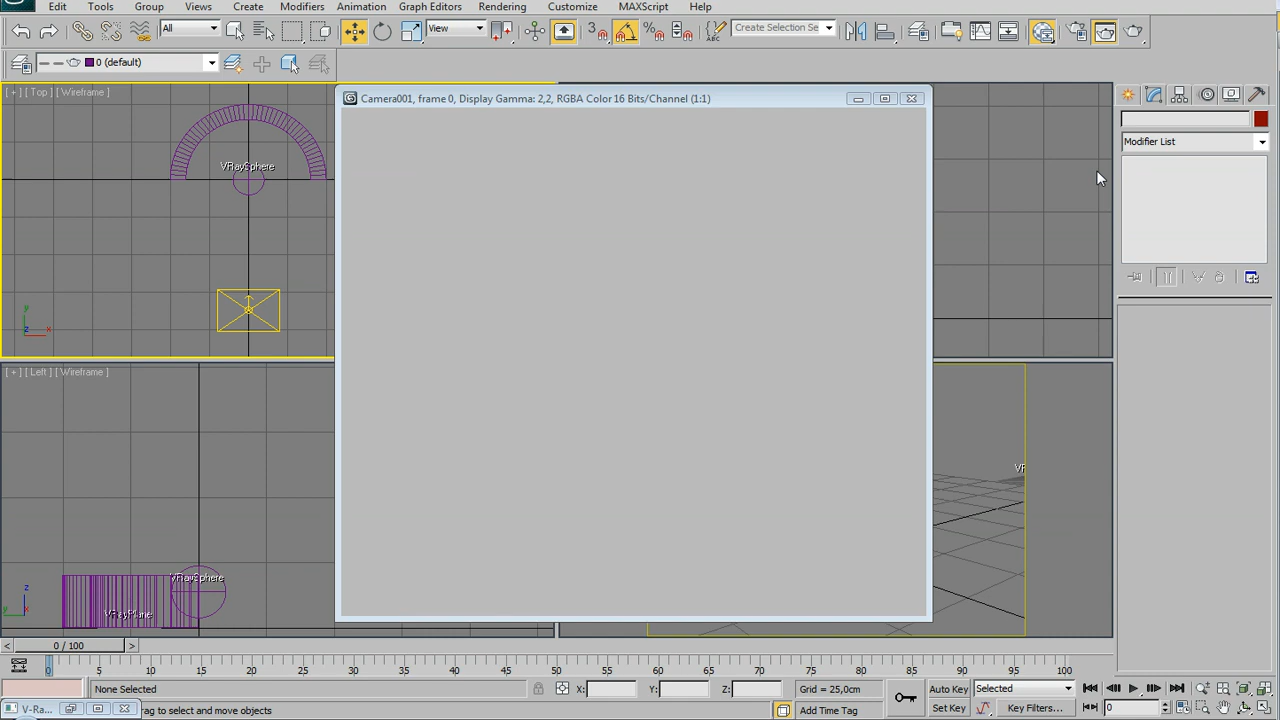 Edit Tools Group Views Create Modifiers Animation Graph Editors Rendering Customize MAXScript Help
All View 3 Create Selection Se
0 (default)
[ + ] [ Top ] [ Wireframe ]
Camera001, frame 0, Display Gamma: 2,2, RGBA Color 16 Bits/Channel (1:1)
Modifier List
VRaySphere
y
z x
[ + ] [ Left ] [ Wireframe ]
VRaySphere
VRayPlane
z
y x
0 / 100
0 5 10 15 20 25 30 35 40 45 50 55 60 65 70 75 80 85 90 95 100
None Selected X: Y: Z: Grid = 25,0cm Auto Key Selected
V-Ra... drag to select and move objects Add Time Tag Set Key Key Filters... 0